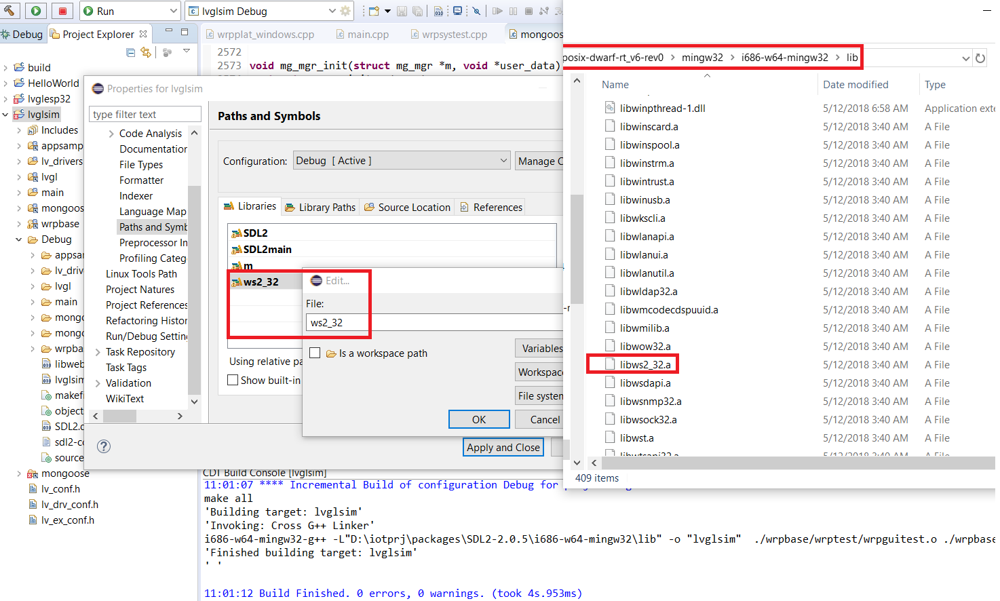 Run
lvglsim Debug
Debug
Project Explorer
wrpplat_windows.cpp
main.cpp
wrpsystest.cpp
mongoos
build
HelloWorld
lvglesp32
lvglsim
Includes
appsamp
lv_drivers
lvgl
main
mongoos
wrpbase
Debug
appsar
lv_driv
lvgl
main
mongo
mongo
wrpba
libweb
lvglsim
makefi
object
SDL2.
sdl2-co
source
mongoose
lv_conf.h
lv_drv_conf.h
lv_ex_conf.h
2572
2573 void mg_mgr_init(struct mg_mgr *m, void *user_data)
Properties for lvglsim
type filter text
Code Analysis
Documentation
File Types
Formatter
Indexer
Language Map
Paths and Symb
Preprocessor In
Profiling Categ
Linux Tools Path
Project Natures
Project References
Refactoring Histor
Run/Debug Setting
Task Repository
Task Tags
Validation
WikiText
Paths and Symbols
Configuration:
Debug [ Active ]
Manage C
Libraries
Library Paths
Source Location
References
SDL2
SDL2main
m
ws2_32
Using relative pa
Show built-in
Edit...
File:
ws2_32
Is a workspace path
Variables
Workspace
File system
OK
Cancel
Apply and Close
posix-dwarf-rt_v6-rev0 > mingw32 > i686-w64-mingw32 > lib
Name Date modified Type
libwinpthread-1.dll 5/12/2018 6:58 AM Application exte
libwinscard.a 5/12/2018 3:40 AM A File
libwinspool.a 5/12/2018 3:40 AM A File
libwinstrm.a 5/12/2018 3:40 AM A File
libwintrust.a 5/12/2018 3:40 AM A File
libwinusb.a 5/12/2018 3:40 AM A File
libwkscli.a 5/12/2018 3:40 AM A File
libwlanapi.a 5/12/2018 3:40 AM A File
libwlanui.a 5/12/2018 3:40 AM A File
libwlanutil.a 5/12/2018 3:40 AM A File
libwldap32.a 5/12/2018 3:40 AM A File
libwmcodecdspuuid.a 5/12/2018 3:40 AM A File
libwmilib.a 5/12/2018 3:40 AM A File
libwow32.a 5/12/2018 3:40 AM A File
libws2_32.a 5/12/2018 3:40 AM A File
libwsdapi.a 5/12/2018 3:40 AM A File
libwsnmp32.a 5/12/2018 3:40 AM A File
libwsock32.a 5/12/2018 3:40 AM A File
libwst.a 5/12/2018 3:40 AM A File
libwtsapi32.a 5/12/2018 3:40 AM A File
409 items
CDT Build Console [lvglsim]
11:01:07 **** Incremental Build of configuration Debug for
make all
'Building target: lvglsim'
'Invoking: Cross G++ Linker'
i686-w64-mingw32-g++ -L"D:\iotprj\packages\SDL2-2.0.5\i686-w64-mingw32\lib" -o "lvglsim" ./wrpbase/wrptest/wrpguitest.o ./wrpbase
'Finished building target: lvglsim'
' '
11:01:12 Build Finished. 0 errors, 0 warnings. (took 4s.953ms)